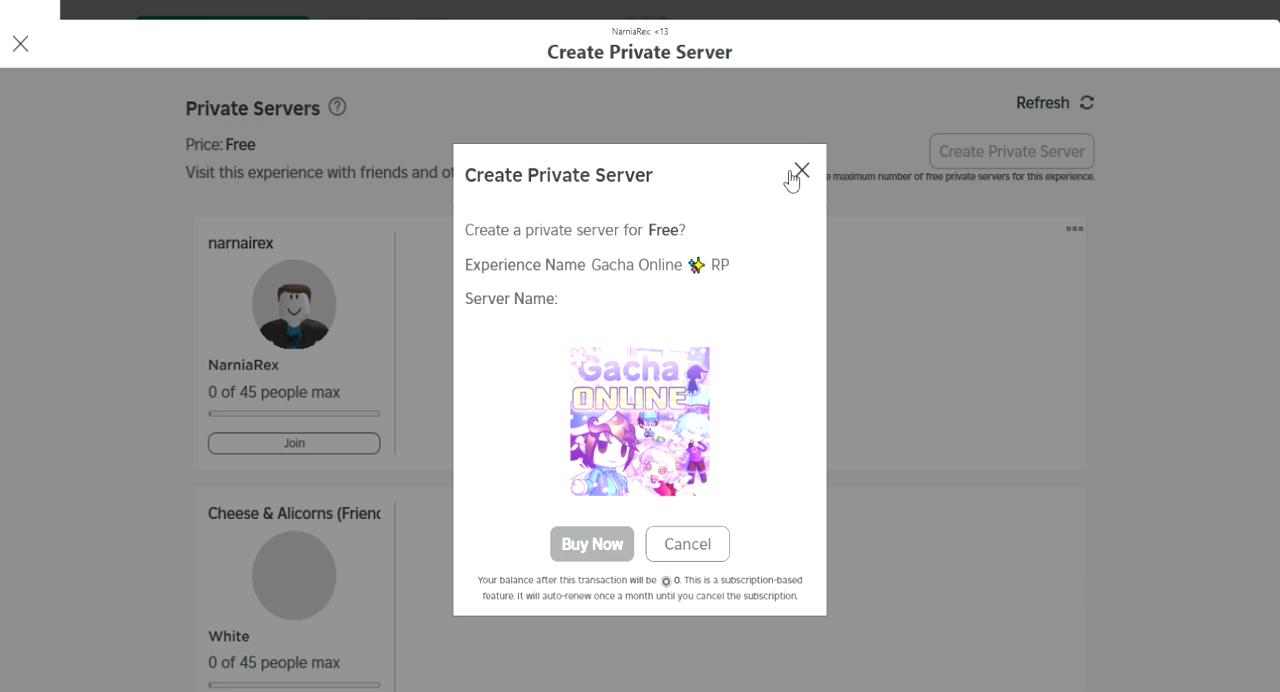 NarniaRex: <13
Create Private Server
Private Servers
Refresh
Price: Free
Create Private Server
Visit this experience with friends and
e maximum number of free private servers for this experience.
Create Private Server
Create a private server for Free?
Experience Name Gacha Online ✨ RP
Server Name:
Gacha
ONLINE
Buy Now
Cancel
Your balance after this transaction will be 0. This is a subscription-based
feature. It will auto-renew once a month until you cancel the subscription.
narnairex
NarniaRex
0 of 45 people max
Join
Cheese & Alicorns (Frien
White
0 of 45 people max